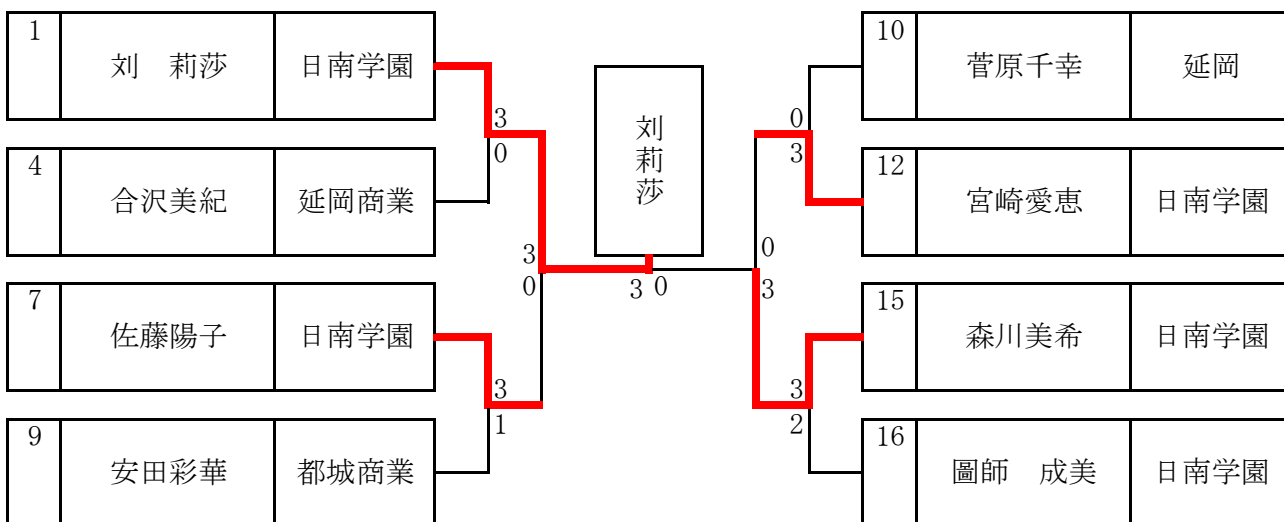 1 刘　莉莎 日南学園
4 合沢美紀 延岡商業
7 佐藤陽子 日南学園
9 安田彩華 都城商業
3
0
3
0
3
1
刘莉莎
3 0
0
3
0
3
3
2
10 菅原千幸 延岡
12 宮崎愛恵 日南学園
15 森川美希 日南学園
16 圖師　成美 日南学園